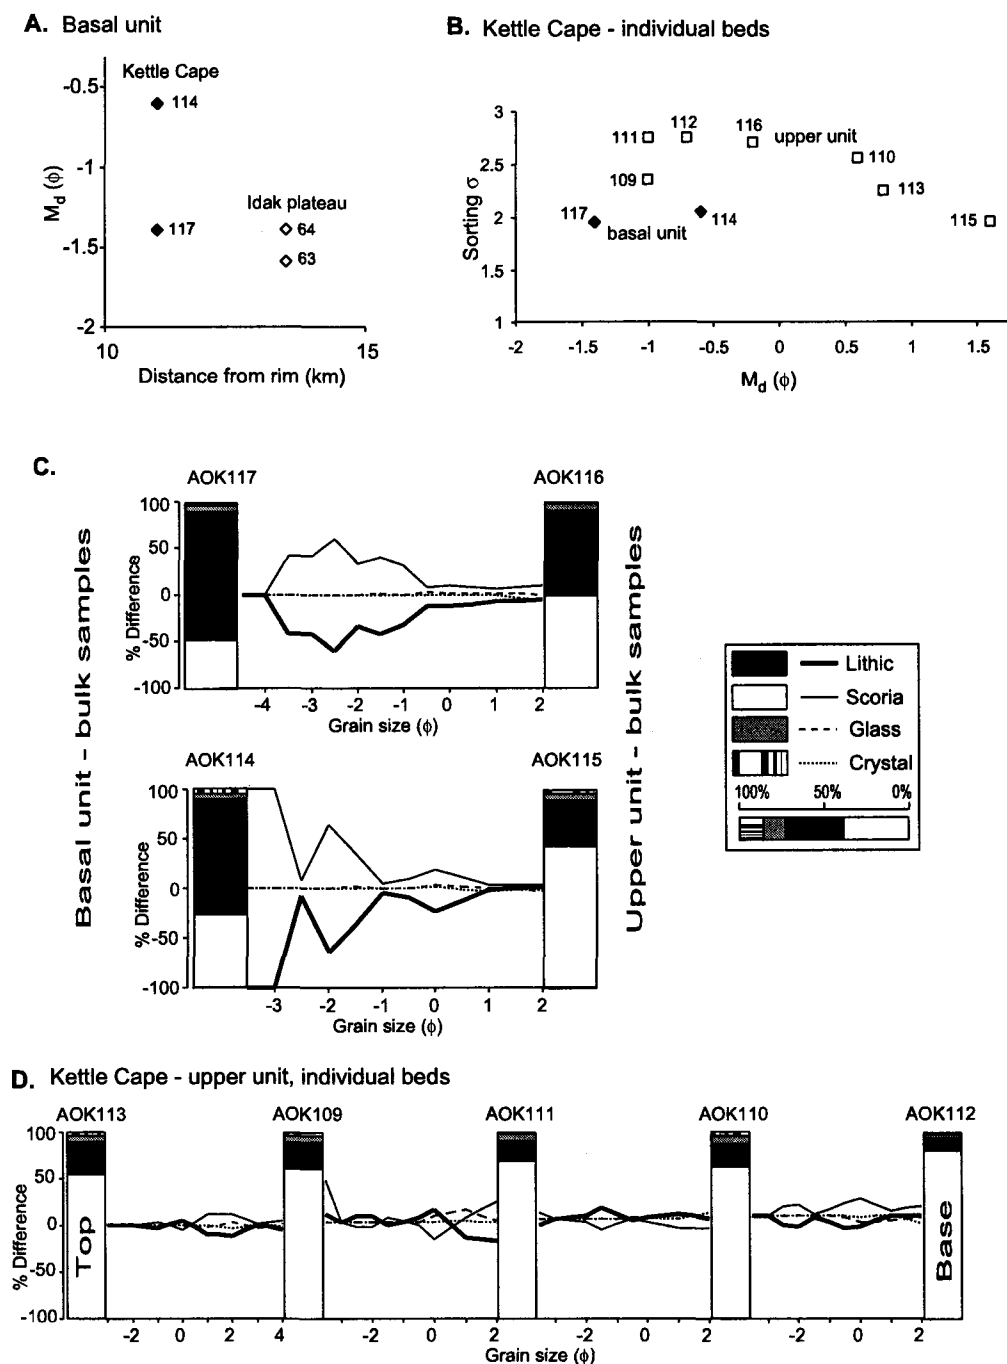 A. Basal unit
Kettle Cape
-0.5
114
-1
Md (ϕ)
Idak plateau
117
64
-1.5
63
-2
10
15
Distance from rim (km)
B. Kettle Cape - individual beds
3
111
112
116
upper unit
110
2.5
109
113
Sorting σ
2
117
114
115
basal unit
1.5
1
-2
-1.5
-1
-0.5
0
0.5
1
1.5
Md (ϕ)
C.
Basal unit - bulk samples
AOK117
AOK116
100
50
0
-50
-100
% Difference
-4 -3 -2 -1 0 1 2
Grain size (ϕ)
AOK114
AOK115
100
50
0
-50
-100
% Difference
-3 -2 -1 0 1 2
Grain size (ϕ)
Upper unit - bulk samples
Lithic
Scoria
Glass
Crystal
100% 50% 0%
D. Kettle Cape - upper unit, individual beds
AOK113 AOK109 AOK111 AOK110 AOK112
100
50
0
-50
-100
% Difference
Top
Base
-2 0 2 4 -2 0 2 -2 0 2 -2 0 2
Grain size (ϕ)